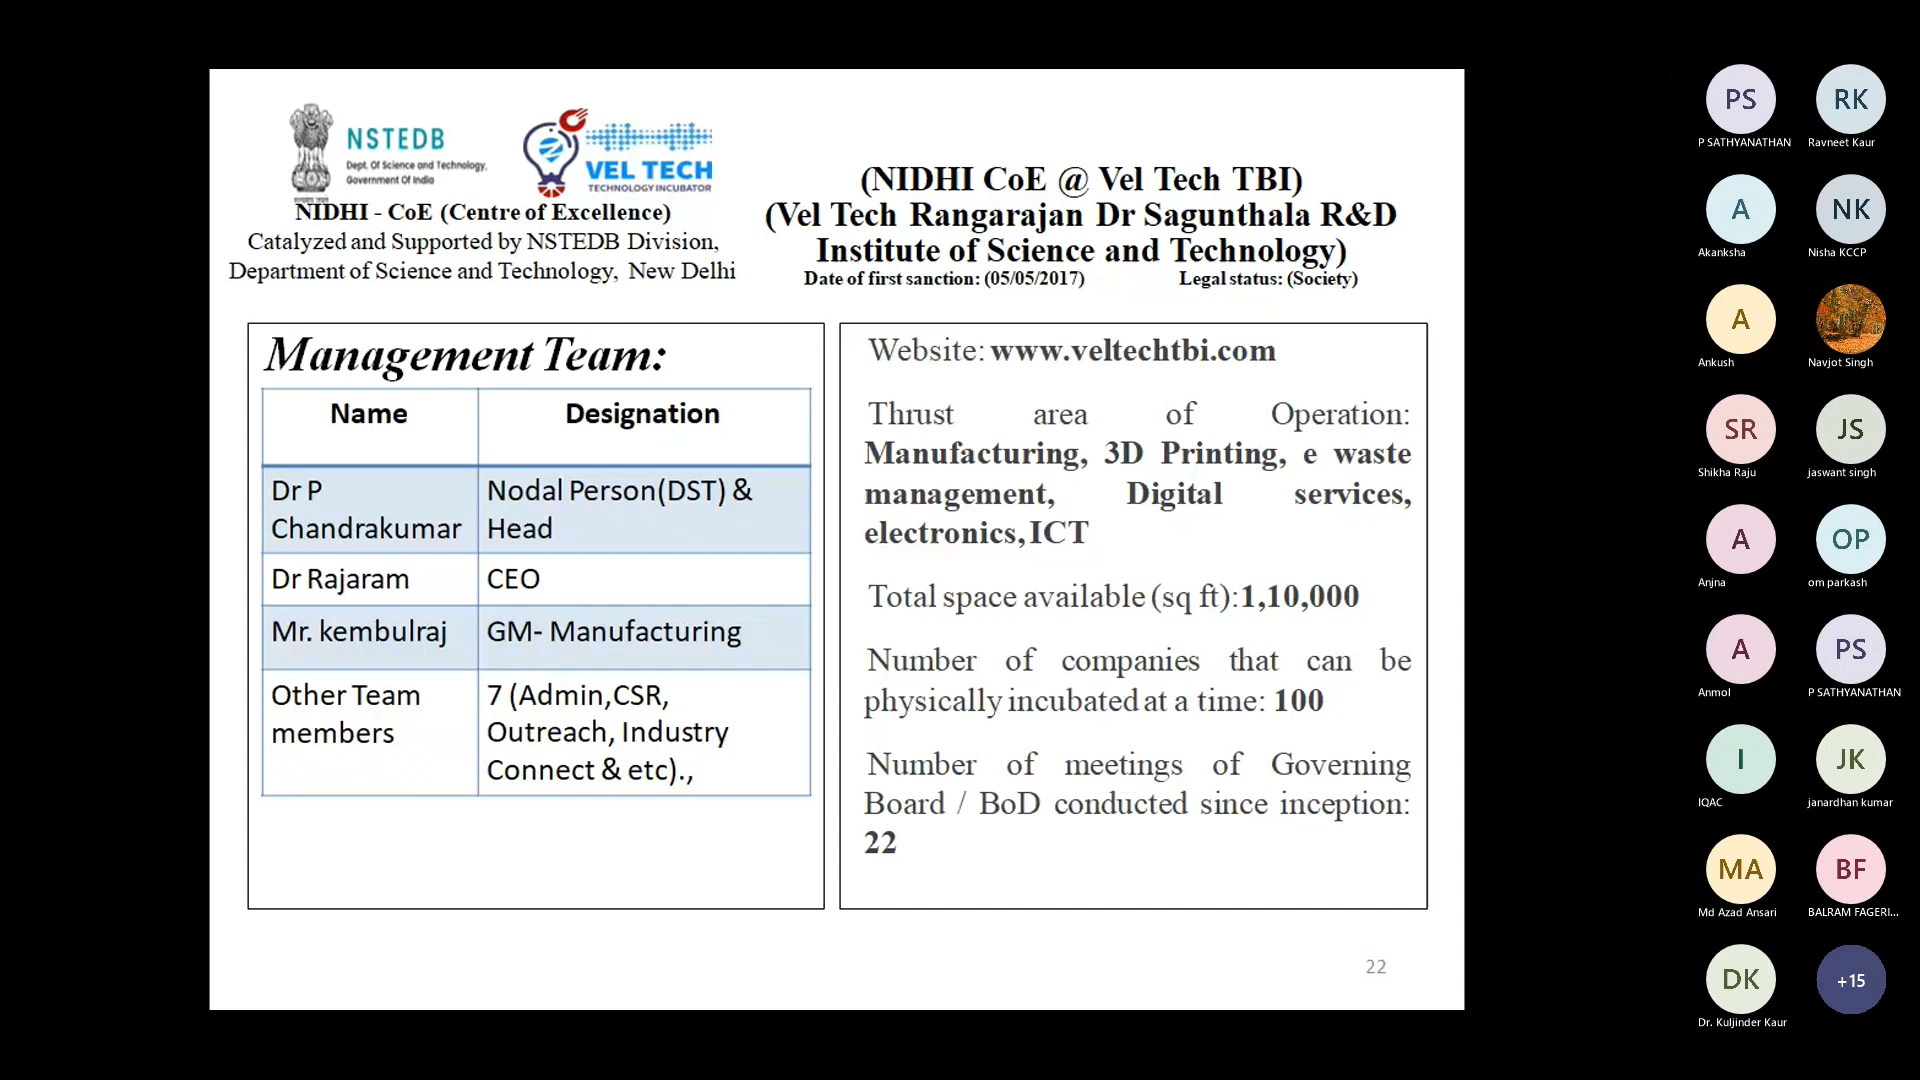 NSTEDB
Dept. Of Science and Technology,
Government Of India
VEL TECH
TECHNOLOGY INCUBATOR
NIDHI - CoE (Centre of Excellence)
Catalyzed and Supported by NSTEDB Division,
Department of Science and Technology, New Delhi
(NIDHI CoE @ Vel Tech TBI)
(Vel Tech Rangarajan Dr Sagunthala R&D
Institute of Science and Technology)
Date of first sanction: (05/05/2017) Legal status: (Society)
Management Team:
Name Designation
Dr P Chandrakumar Nodal Person(DST) & Head
Dr Rajaram CEO
Mr. kembulraj GM- Manufacturing
Other Team members 7 (Admin,CSR, Outreach, Industry Connect & etc).,
Website: www.veltechtbi.com
Thrust area of Operation:
Manufacturing, 3D Printing, e waste
management, Digital services,
electronics, ICT
Total space available (sq ft):1,10,000
Number of companies that can be
physically incubated at a time: 100
Number of meetings of Governing
Board / BoD conducted since inception:
22
22
PS RK
P SATHYANATHAN Ravneet Kaur
A NK
Akanksha Nisha KCCP
A
Ankush Navjot Singh
SR JS
Shikha Raju jaswant singh
A OP
Anjna om parkash
A PS
Anmol P SATHYANATHAN
I JK
IQAC janardhan kumar
MA BF
Md Azad Ansari BALRAM FAGERI...
DK +15
Dr. Kuljinder Kaur